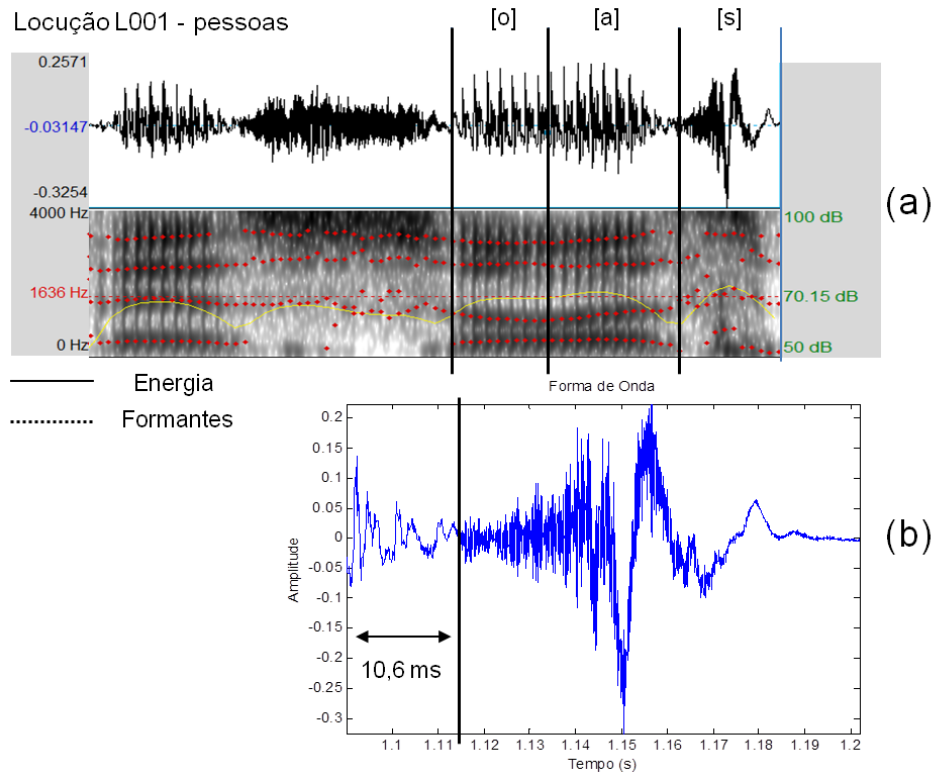 Locução L001 - pessoas
[o] [a] [s]
0.2571
-0.03147
-0.3254
4000 Hz
100 dB
(a)
1636 Hz
70.15 dB
0 Hz
50 dB
Energia
Formantes
Forma de Onda
0.2
0.15
0.1
0.05
0
-0.05
-0.1
-0.15
-0.2
-0.25
-0.3
Amplitude
10,6 ms
(b)
1.1 1.11 1.12 1.13 1.14 1.15 1.16 1.17 1.18 1.19 1.2
Tempo (s)